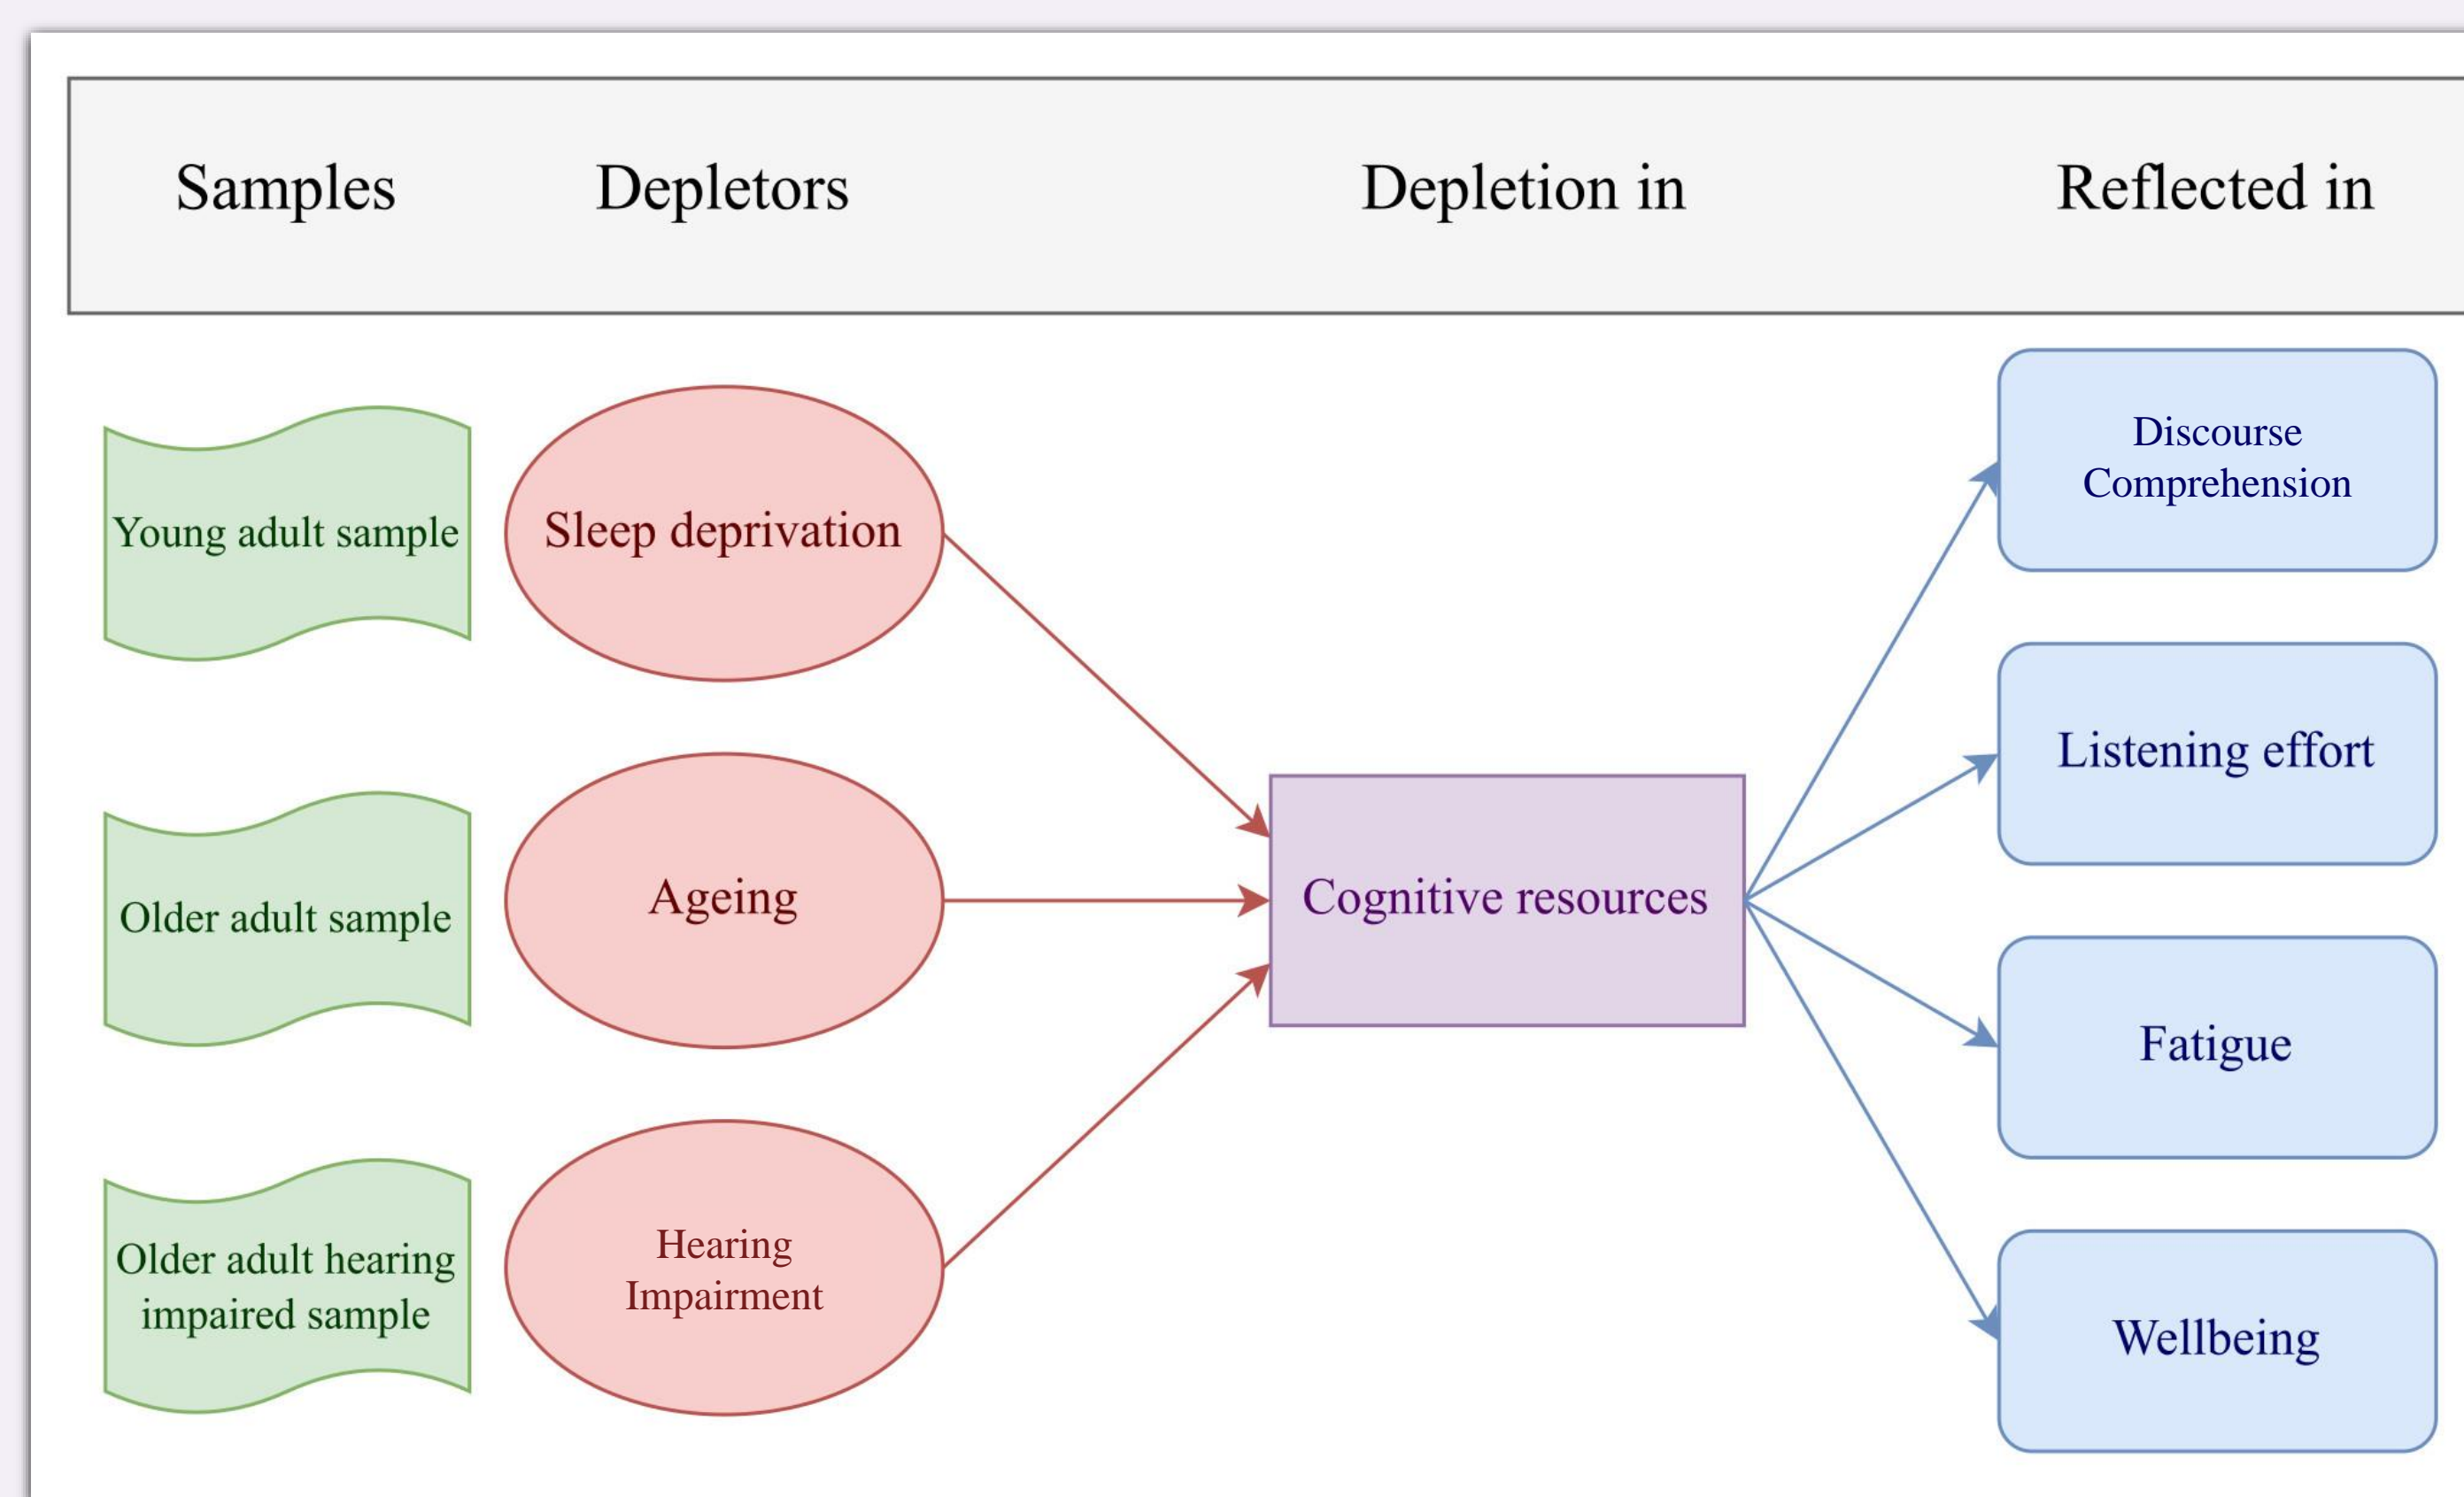 Samples
Depletors
Depletion in
Reflected in
Young adult sample
Sleep deprivation
Discourse
Comprehension
Listening effort
Older adult sample
Ageing
Cognitive resources
Fatigue
Older adult hearing
impaired sample
Hearing
Impairment
Wellbeing